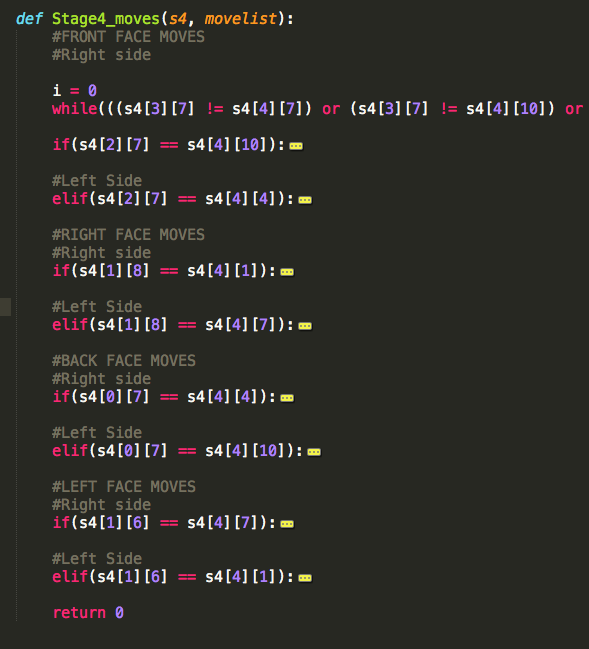 def Stage4_moves(s4, movelist):
#FRONT FACE MOVES
#Right side
i = 0
while(((s4[3][7] != s4[4][7]) or (s4[3][7] != s4[4][10]) or
if(s4[2][7] == s4[4][10]):
#Left Side
elif(s4[2][7] == s4[4][4]):
#RIGHT FACE MOVES
#Right side
if(s4[1][8] == s4[4][1]):
#Left Side
elif(s4[1][8] == s4[4][7]):
#BACK FACE MOVES
#Right side
if(s4[0][7] == s4[4][4]):
#Left Side
elif(s4[0][7] == s4[4][10]):
#LEFT FACE MOVES
#Right side
if(s4[1][6] == s4[4][7]):
#Left Side
elif(s4[1][6] == s4[4][1]):
return 0